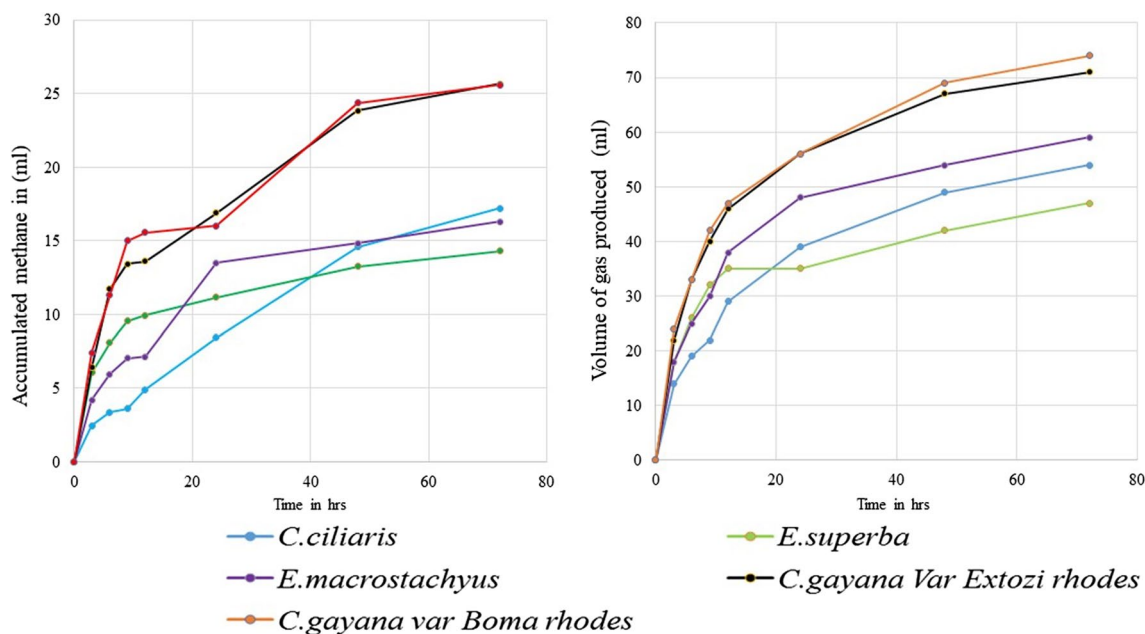 30
25
20
15
10
5
0
Accumulated methane in (ml)
0 20 40 60 80
Time in hrs
80
70
60
50
40
30
20
10
0
Volume of gas produced (ml)
0 20 40 60 80
Time in hrs
C.ciliaris
E.superba
E.macrostachyus
C.gayana Var Extozi rhodes
C.gayana var Boma rhodes